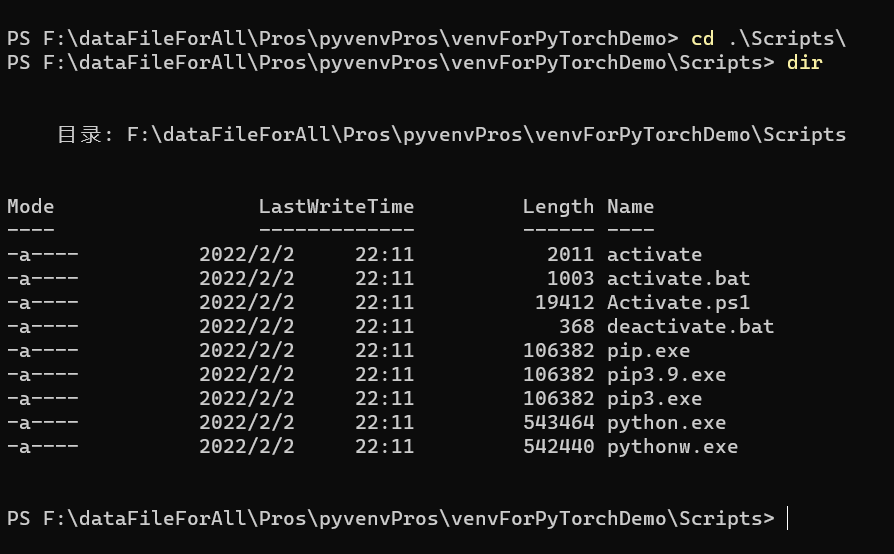 PS F:\dataFileForAll\Pros\pyvenvPros\venvForPyTorchDemo> cd .\Scripts\
PS F:\dataFileForAll\Pros\pyvenvPros\venvForPyTorchDemo\Scripts> dir
目录: F:\dataFileForAll\Pros\pyvenvPros\venvForPyTorchDemo\Scripts
Mode                 LastWriteTime         Length Name
----                 -------------         ------ ----
-a----          2022/2/2     22:11           2011 activate
-a----          2022/2/2     22:11           1003 activate.bat
-a----          2022/2/2     22:11          19412 Activate.ps1
-a----          2022/2/2     22:11            368 deactivate.bat
-a----          2022/2/2     22:11         106382 pip.exe
-a----          2022/2/2     22:11         106382 pip3.9.exe
-a----          2022/2/2     22:11         106382 pip3.exe
-a----          2022/2/2     22:11         543464 python.exe
-a----          2022/2/2     22:11         542440 pythonw.exe
PS F:\dataFileForAll\Pros\pyvenvPros\venvForPyTorchDemo\Scripts>